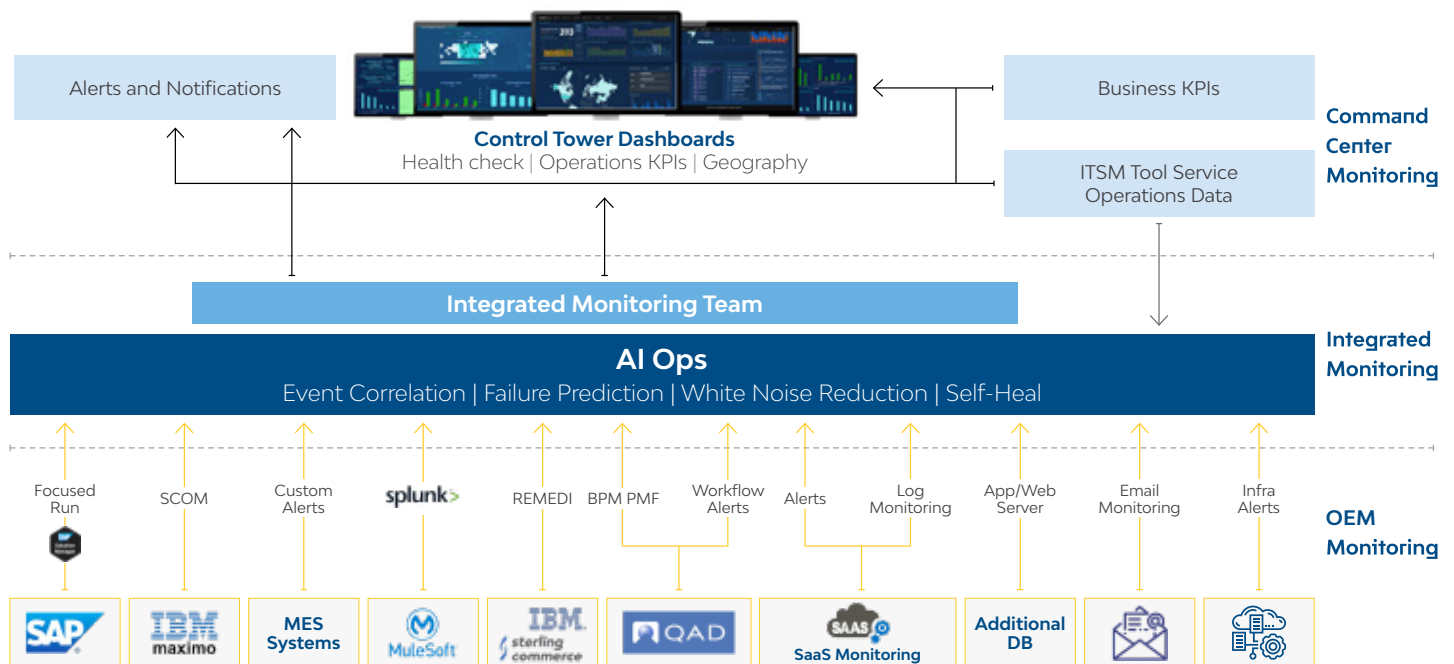 Alerts and Notifications
Business KPIs
Control Tower Dashboards
Health check | Operations KPIs | Geography
ITSM Tool Service
Operations Data
Command
Center
Monitoring
Integrated Monitoring Team
AI Ops
Event Correlation | Failure Prediction | White Noise Reduction | Self-Heal
Integrated
Monitoring
Focused
Run
SCOM
Custom
Alerts
splunk>
REMEDI
BPM PMF
Workflow
Alerts
Alerts
Log
Monitoring
App/Web
Server
Email
Monitoring
Infra
Alerts
OEM
Monitoring
SAP
IBM
maximo
MES
Systems
MuleSoft
IBM
sterling
commerce
QAD
SAAS
SaaS Monitoring
Additional
DB